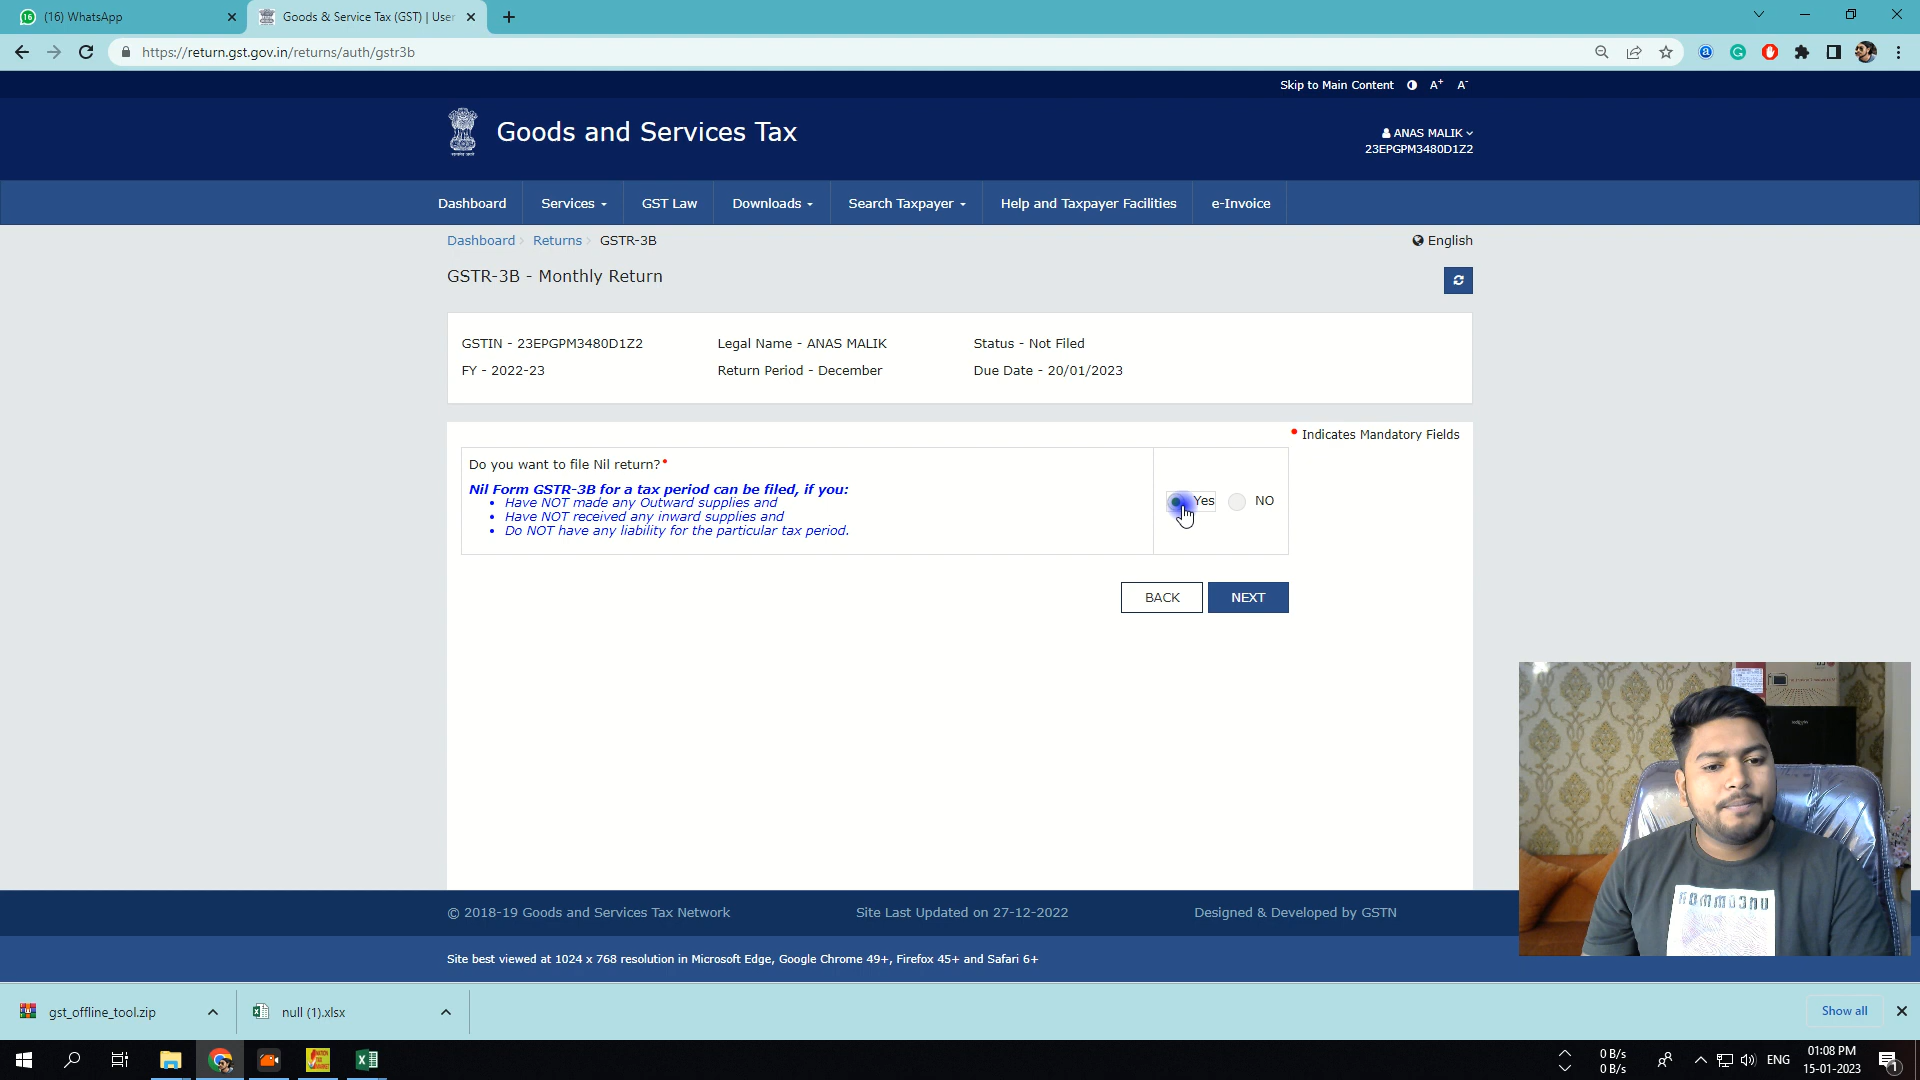 (16) WhatsApp
Goods & Service Tax (GST) | User
https://return.gst.gov.in/returns/auth/gstr3b
Skip to Main Content A+ A-
Goods and Services Tax
ANAS MALIK
23EPGPM3480D1Z2
Dashboard Services GST Law Downloads Search Taxpayer Help and Taxpayer Facilities e-Invoice
Dashboard Returns GSTR-3B English
GSTR-3B - Monthly Return
GSTIN - 23EPGPM3480D1Z2 Legal Name - ANAS MALIK Status - Not Filed
FY - 2022-23 Return Period - December Due Date - 20/01/2023
• Indicates Mandatory Fields
Do you want to file Nil return?•
Nil Form GSTR-3B for a tax period can be filed, if you:
• Have NOT made any Outward supplies and
• Have NOT received any inward supplies and
• Do NOT have any liability for the particular tax period.
Yes NO
BACK NEXT
© 2018-19 Goods and Services Tax Network Site Last Updated on 27-12-2022 Designed & Developed by GSTN
Site best viewed at 1024 x 768 resolution in Microsoft Edge, Google Chrome 49+, Firefox 45+ and Safari 6+
gst_offline_tool.zip null (1).xlsx Show all
0 B/s
0 B/s
ENG
01:08 PM
15-01-2023
1